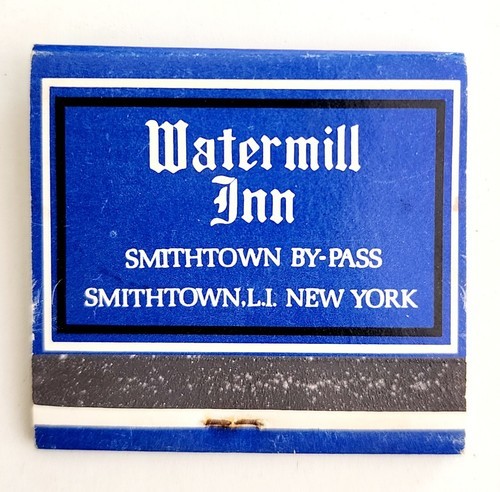 Watermill
Inn
SMITHTOWN BY-PASS
SMITHTOWN,L.I. NEW YORK